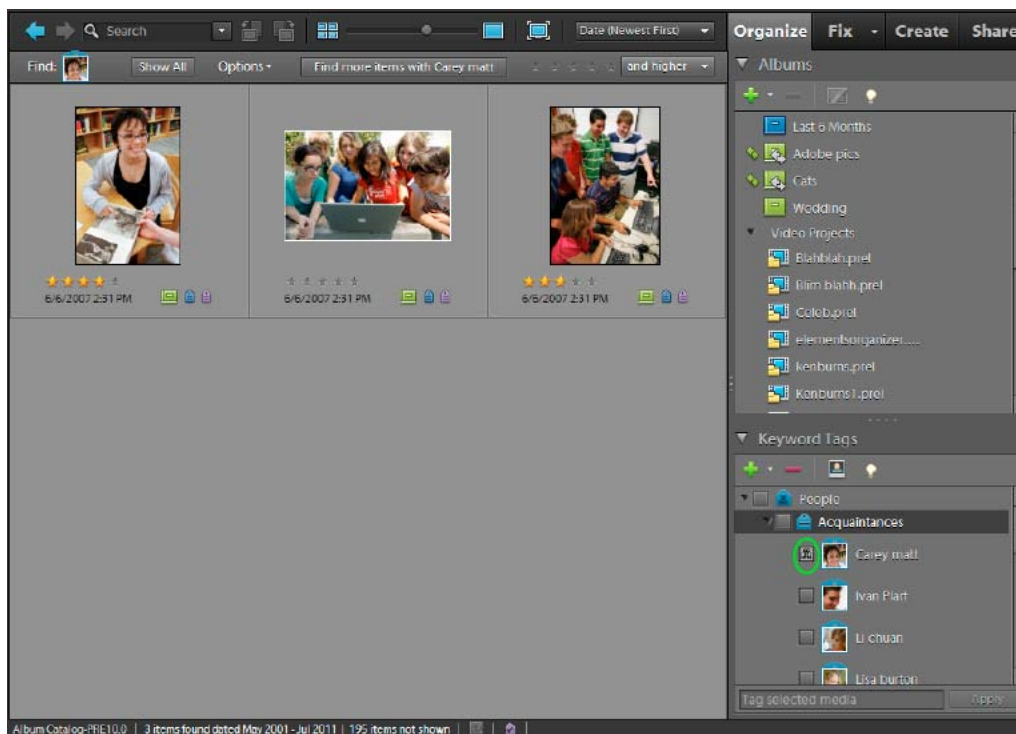 Search
Date (Newest First)
Organize Fix - Create Share
Find: Show All Options Find more items with Carey matt and higher
Albums
Last 6 Months
Adobe pics
Cats
Wedding
Video Projects
Blahblah.prel
Blim blahh.prel
Celeb.prel
elementsorganizer.....
kenburns.prel
Kenburns1.prel
6/6/2007 2:31 PM
6/6/2007 2:31 PM
6/6/2007 2:31 PM
Keyword Tags
People
Acquaintances
Carey matt
Ivan Plart
Li chuan
Lisa burton
Tag selected media Apply
Album Catalog-PRE10.0 | 3 items found dated May 2001 - Jul 2011 | 195 items not shown |